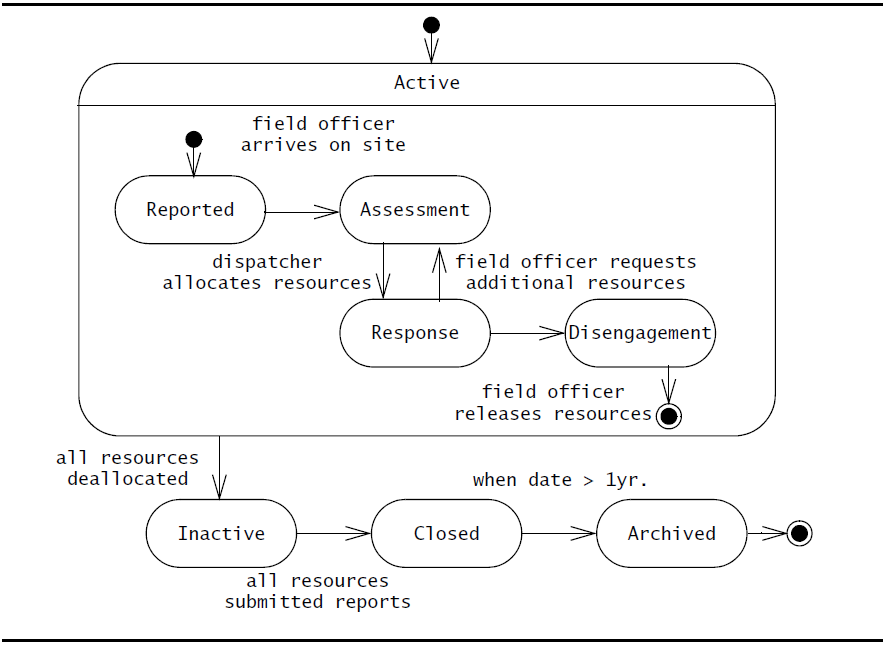 Active
field officer
arrives on site
Reported
Assessment
dispatcher
allocates resources
field officer requests
additional resources
Response
Disengagement
field officer
releases resources
all resources
deallocated
when date > 1yr.
Inactive
Closed
Archived
all resources
submitted reports